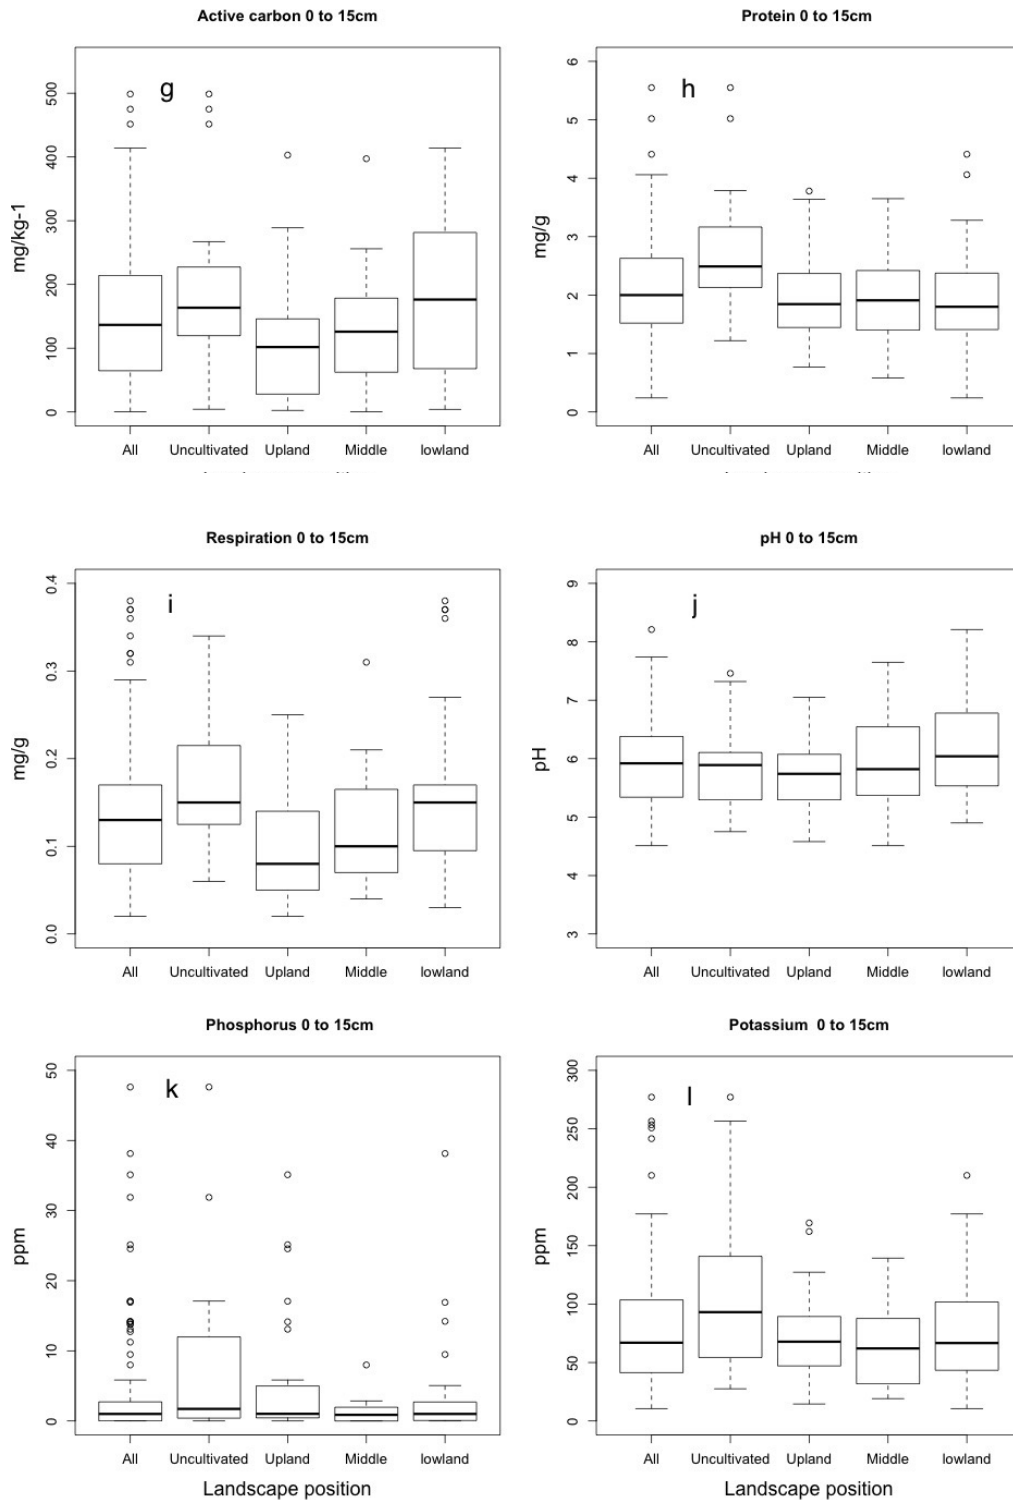 Active carbon 0 to 15cm
g
mg/kg-1
500
400
300
200
100
0
All Uncultivated Upland Middle lowland
Protein 0 to 15cm
h
mg/g
6
5
4
3
2
1
0
All Uncultivated Upland Middle lowland
Respiration 0 to 15cm
i
mg/g
0.4
0.3
0.2
0.1
0.0
All Uncultivated Upland Middle lowland
pH 0 to 15cm
j
pH
9
8
7
6
5
4
3
All Uncultivated Upland Middle lowland
Phosphorus 0 to 15cm
k
ppm
50
40
30
20
10
0
All Uncultivated Upland Middle lowland
Landscape position
Potassium 0 to 15cm
l
ppm
300
250
200
150
100
50
0
All Uncultivated Upland Middle lowland
Landscape position